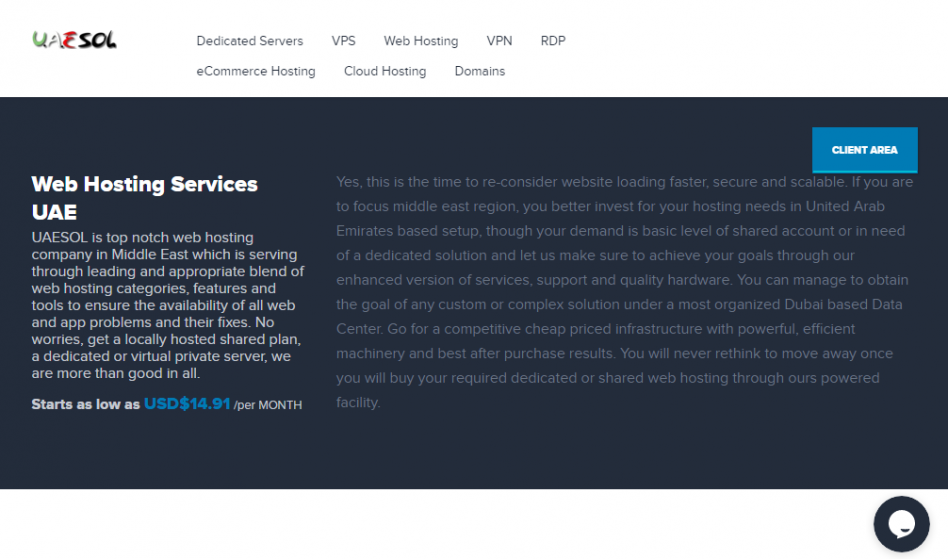 UAESOL
Dedicated Servers VPS Web Hosting VPN RDP
eCommerce Hosting Cloud Hosting Domains
CLIENT AREA
Web Hosting Services
UAE
UAESOL is top notch web hosting
company in Middle East which is serving
through leading and appropriate blend of
web hosting categories, features and
tools to ensure the availability of all web
and app problems and their fixes. No
worries, get a locally hosted shared plan,
a dedicated or virtual private server, we
are more than good in all.
Starts as low as USD$14.91 /per MONTH
Yes, this is the time to re-consider website loading faster, secure and scalable. If you are
to focus middle east region, you better invest for your hosting needs in United Arab
Emirates based setup, though your demand is basic level of shared account or in need
of a dedicated solution and let us make sure to achieve your goals through our
enhanced version of services, support and quality hardware. You can manage to obtain
the goal of any custom or complex solution under a most organized Dubai based Data
Center. Go for a competitive cheap priced infrastructure with powerful, efficient
machinery and best after purchase results. You will never rethink to move away once
you will buy your required dedicated or shared web hosting through ours powered
facility.